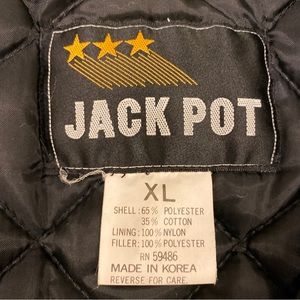 JACK POT
XL
SHELL: 65% POLYESTER
35% COTTON
LINING: 100% NYLON
FILLER: 100% POLYESTER
RN 59486
MADE IN KOREA
REVERSE FOR CARE.